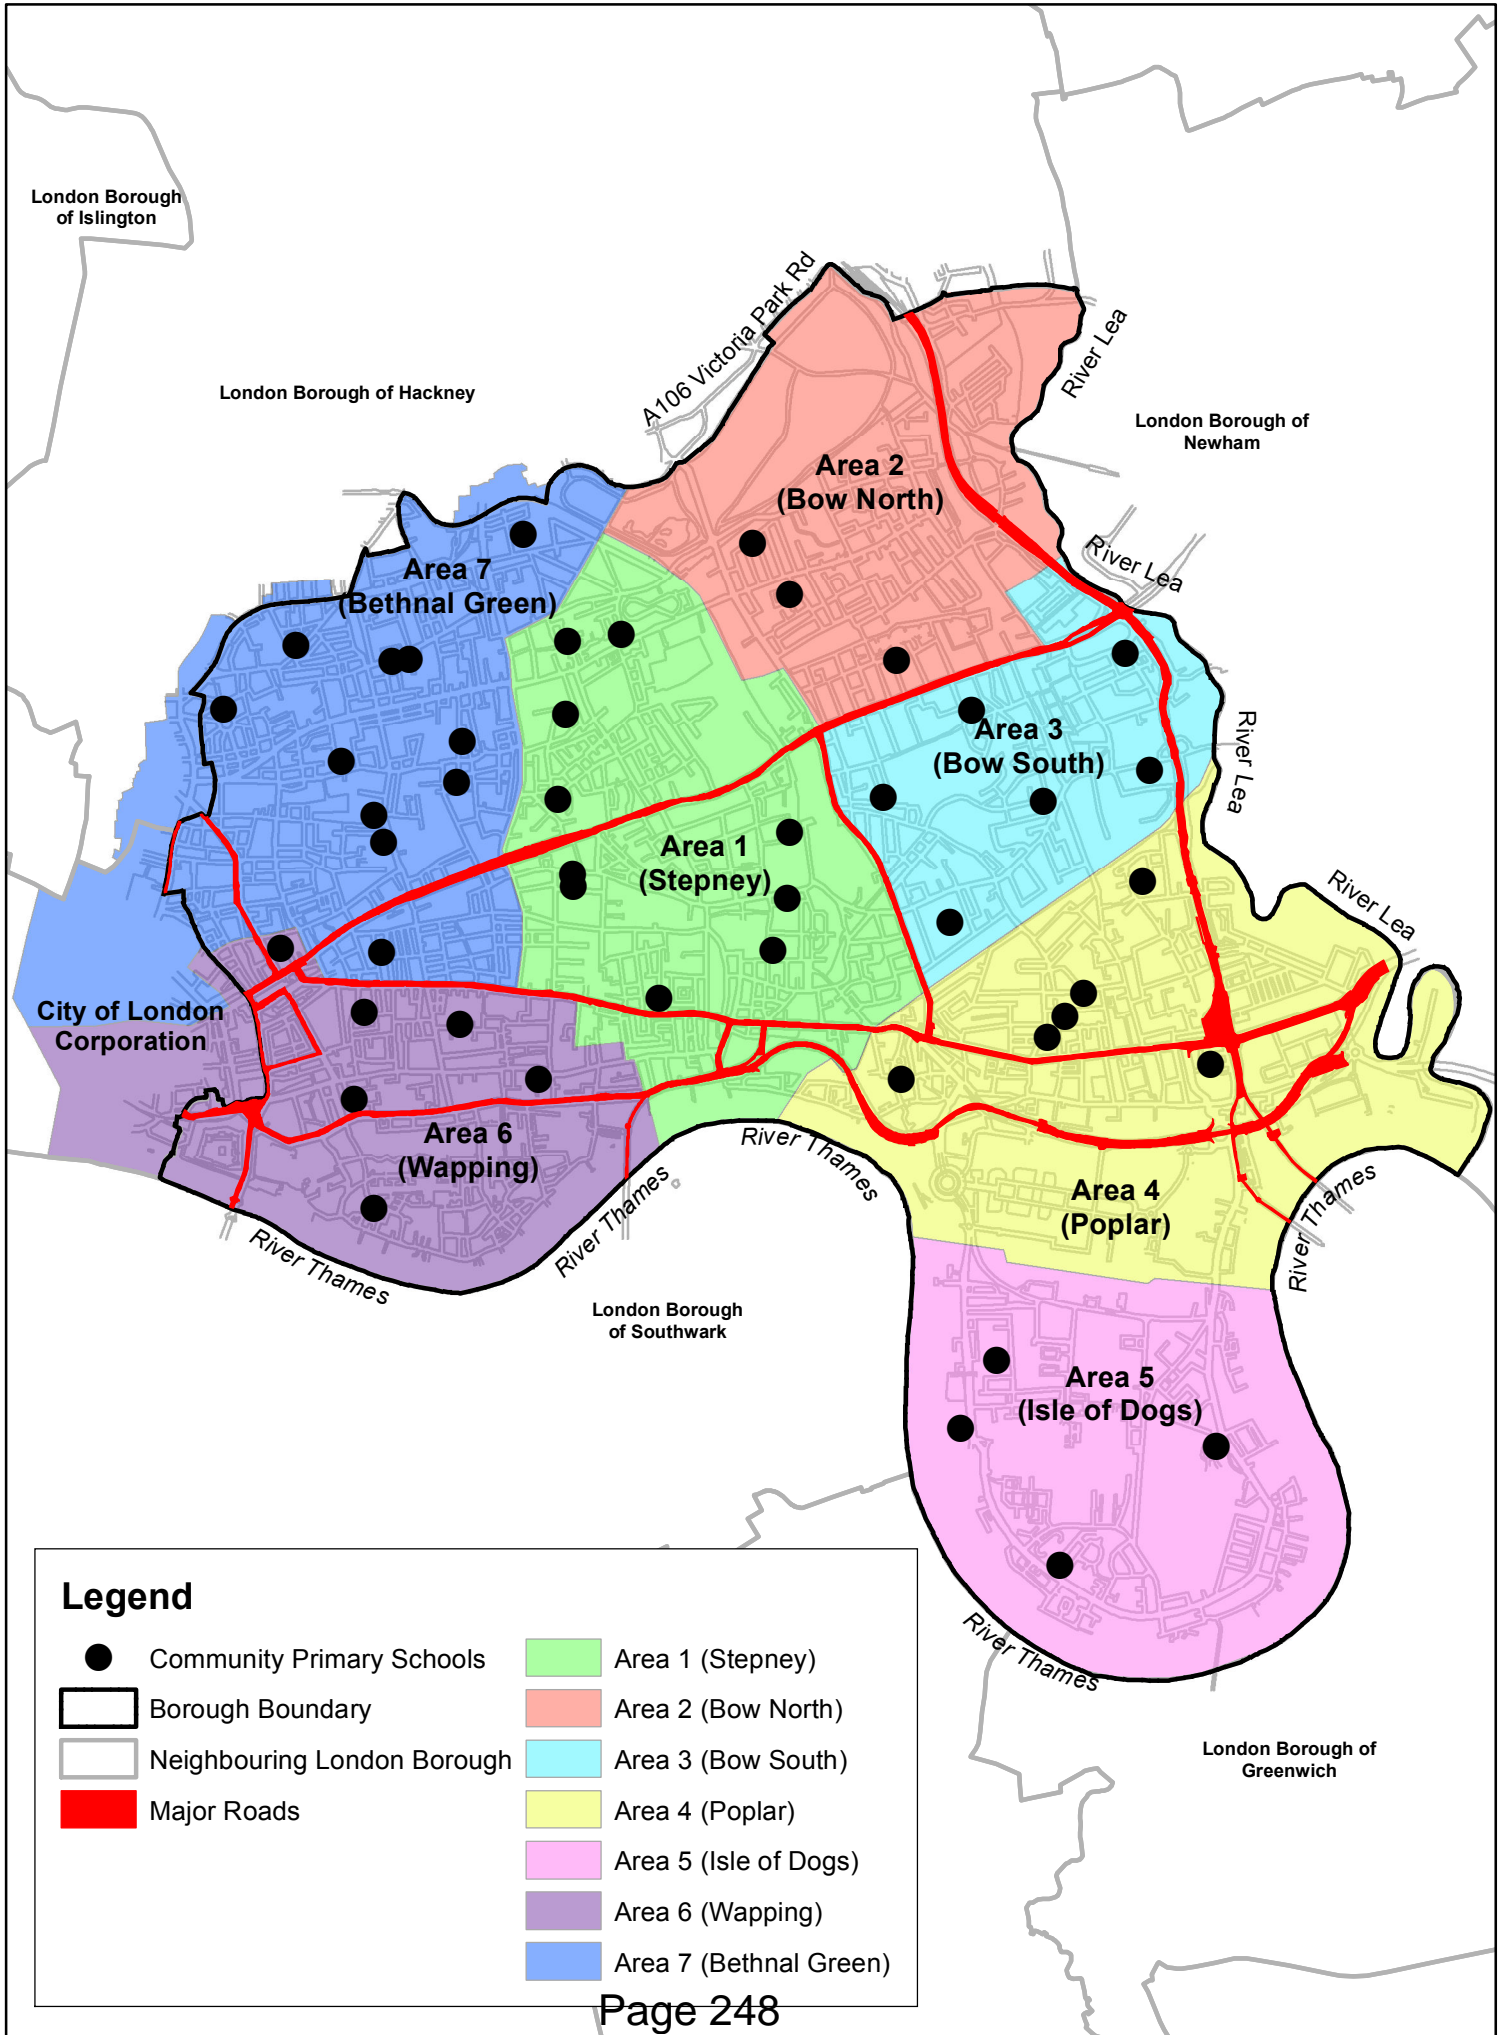 London Borough
of Islington
A106 Victoria Park Rd
River Lea
London Borough of Hackney
London Borough of
Newham
Area 2
(Bow North)
River Lea
Area 7
(Bethnal Green)
River Lea
Area 3
(Bow South)
Area 1
(Stepney)
River Lea
City of London
Corporation
Area 6
(Wapping)
River Thames
Area 4
(Poplar)
River Thames
River Thames
River Thames
London Borough
of Southwark
Area 5
(Isle of Dogs)
River Thames
London Borough of
Greenwich
Legend
Community Primary Schools
Borough Boundary
Neighbouring London Borough
Major Roads
Area 1 (Stepney)
Area 2 (Bow North)
Area 3 (Bow South)
Area 4 (Poplar)
Area 5 (Isle of Dogs)
Area 6 (Wapping)
Area 7 (Bethnal Green)
Page 248